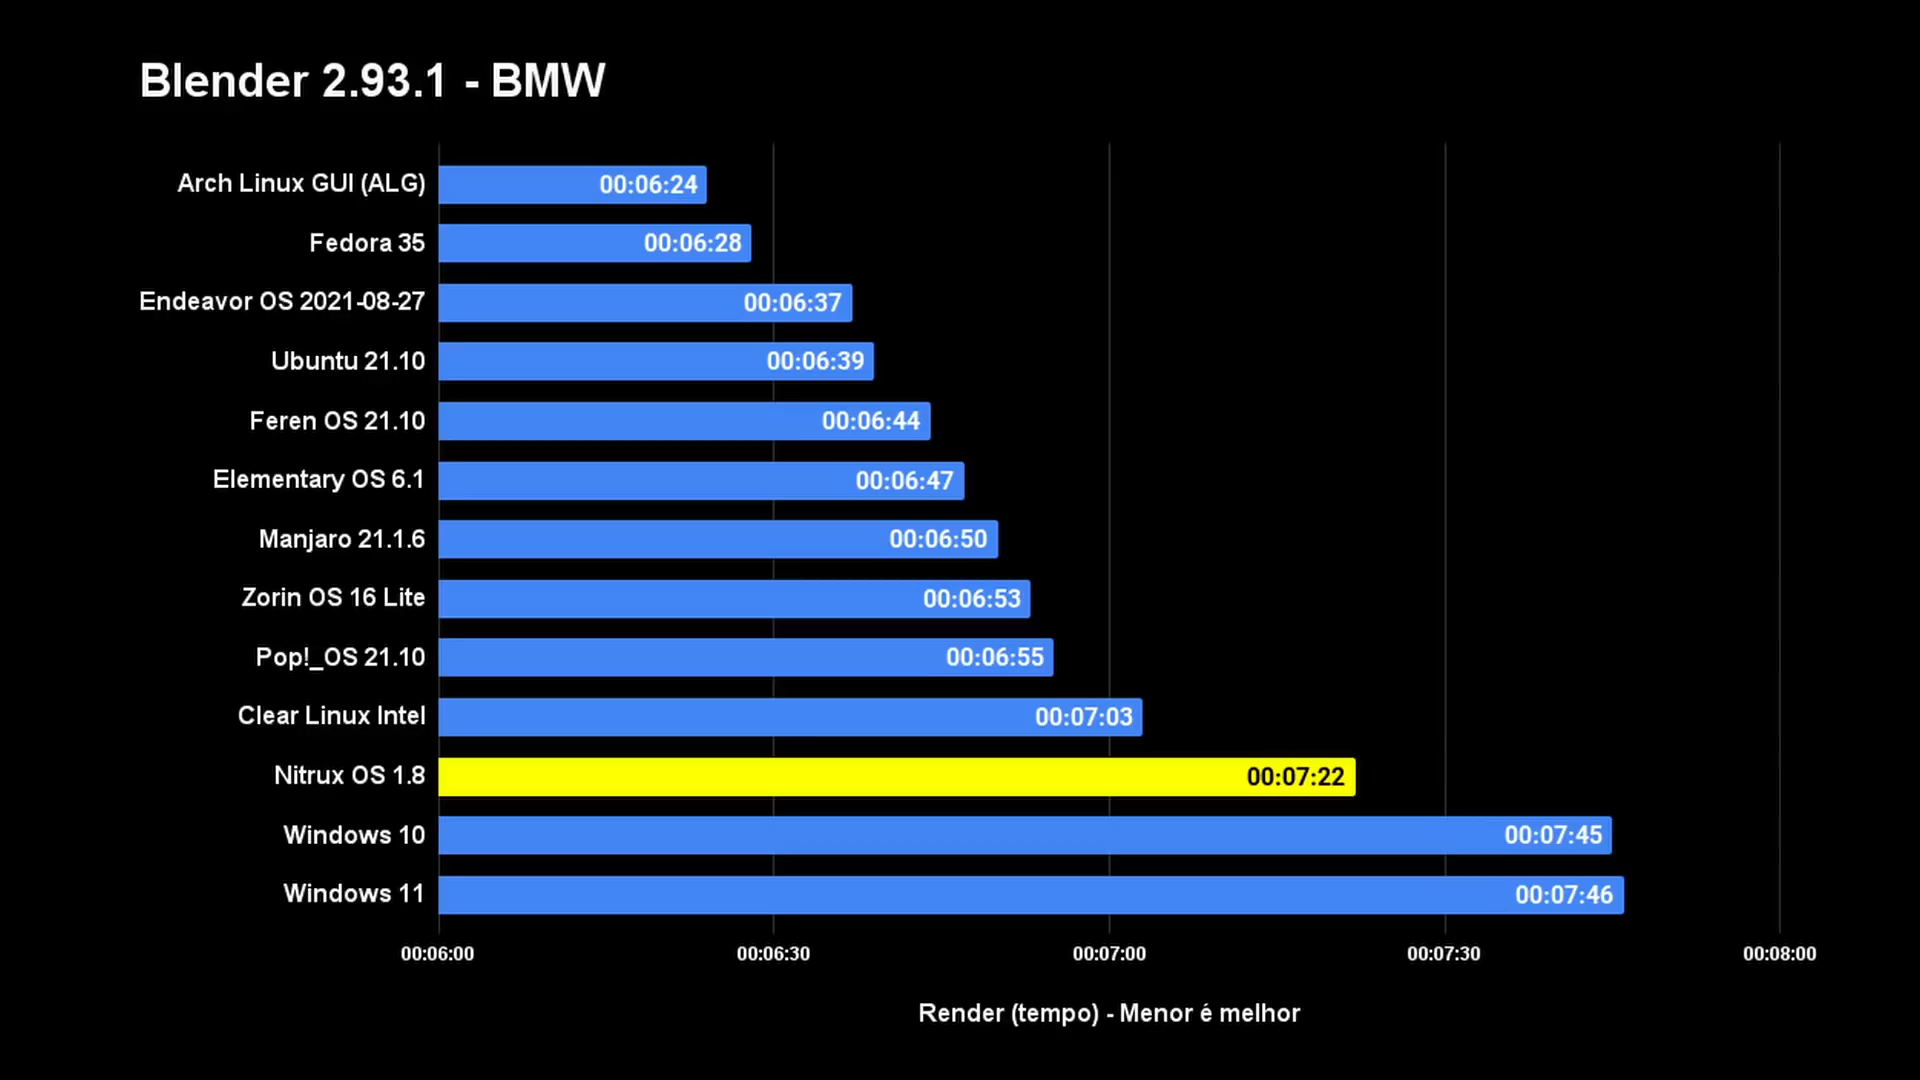 Blender 2.93.1 - BMW
Arch Linux GUI (ALG) 00:06:24
Fedora 35 00:06:28
Endeavor OS 2021-08-27 00:06:37
Ubuntu 21.10 00:06:39
Feren OS 21.10 00:06:44
Elementary OS 6.1 00:06:47
Manjaro 21.1.6 00:06:50
Zorin OS 16 Lite 00:06:53
Pop!_OS 21.10 00:06:55
Clear Linux Intel 00:07:03
Nitrux OS 1.8 00:07:22
Windows 10 00:07:45
Windows 11 00:07:46
00:06:00 00:06:30 00:07:00 00:07:30 00:08:00
Render (tempo) - Menor é melhor